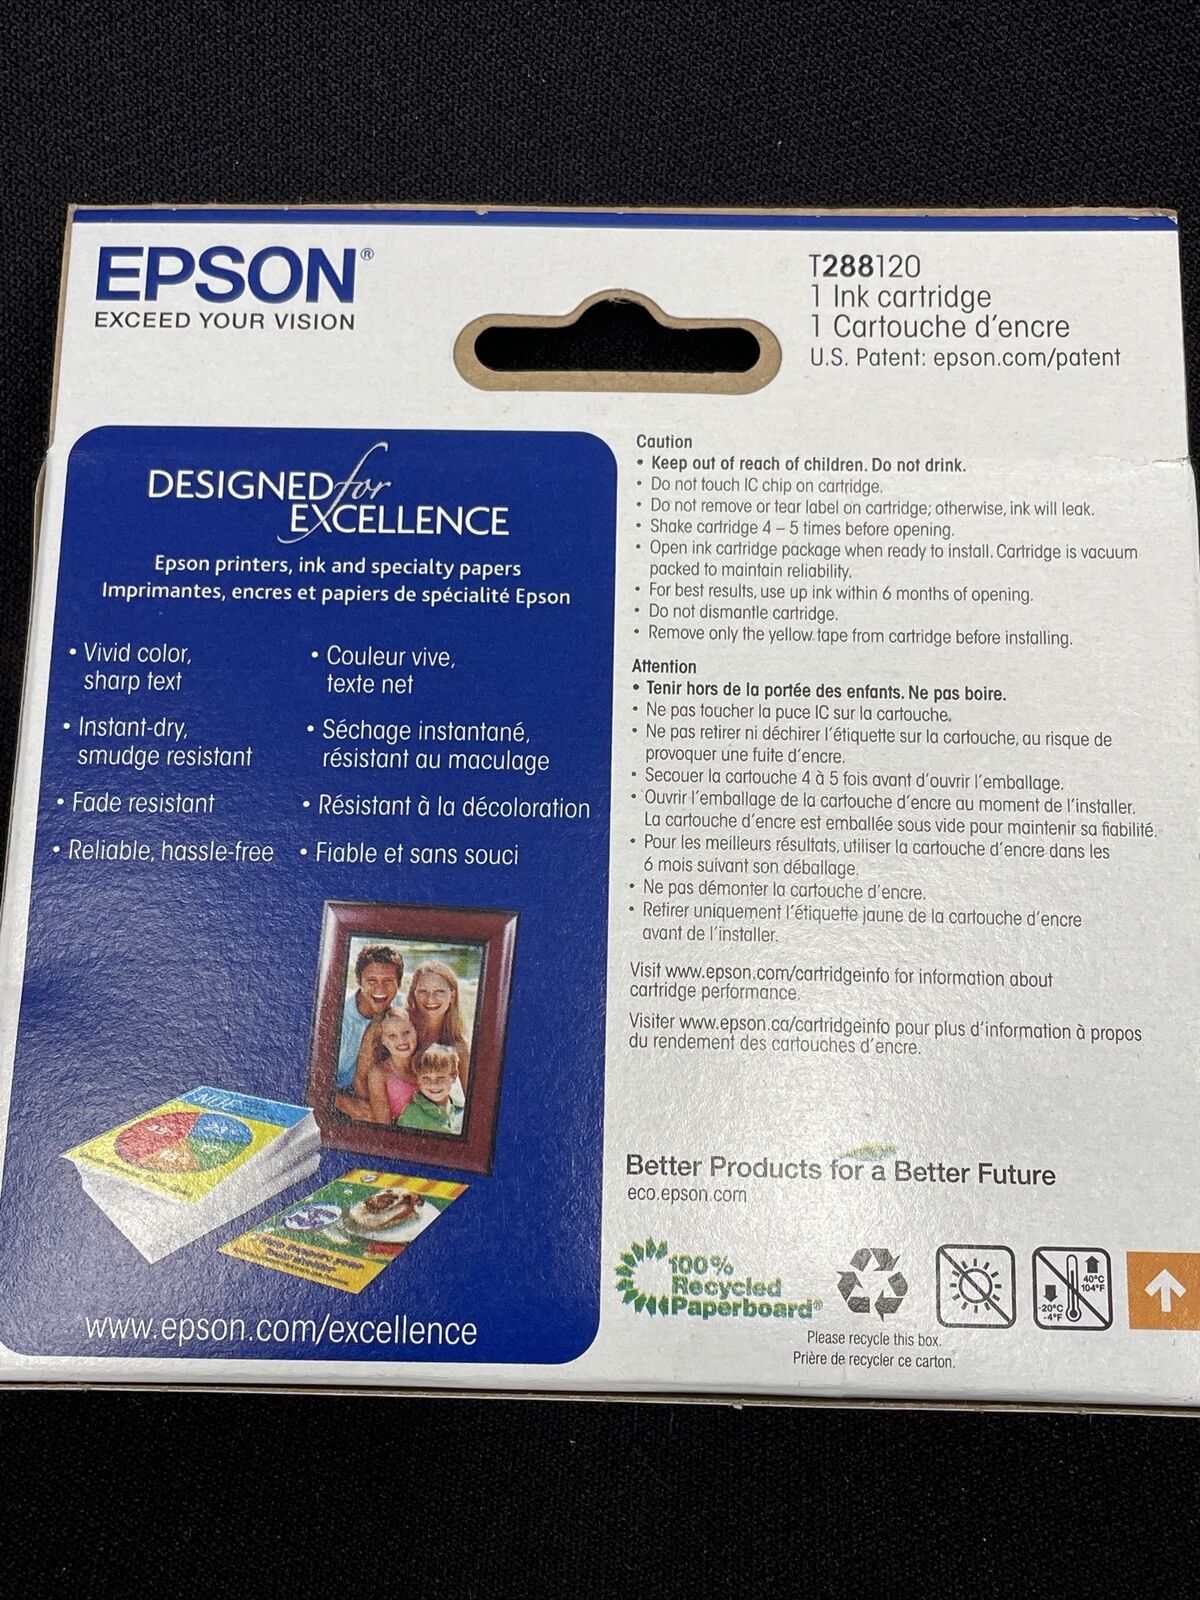 EPSON®
EXCEED YOUR VISION
T288120
1 Ink cartridge
1 Cartouche d'encre
U.S. Patent: epson.com/patent
DESIGNED for
EXCELLENCE
Epson printers, ink and specialty papers
Imprimantes, encres et papiers de spécialité Epson
• Vivid color,
sharp text
• Instant-dry,
smudge resistant
• Fade resistant
• Reliable, hassle-free
• Couleur vive,
texte net
• Séchage instantané,
résistant au maculage
• Résistant à la décoloration
• Fiable et sans souci
www.epson.com/excellence
Caution
• Keep out of reach of children. Do not drink.
• Do not touch IC chip on cartridge.
• Do not remove or tear label on cartridge; otherwise, ink will leak.
• Shake cartridge 4 – 5 times before opening.
• Open ink cartridge package when ready to install. Cartridge is vacuum
packed to maintain reliability.
• For best results, use up ink within 6 months of opening.
• Do not dismantle cartridge.
• Remove only the yellow tape from cartridge before installing.
Attention
• Tenir hors de la portée des enfants. Ne pas boire.
• Ne pas toucher la puce IC sur la cartouche.
• Ne pas retirer ni déchirer l'étiquette sur la cartouche, au risque de
provoquer une fuite d'encre.
• Secouer la cartouche 4 à 5 fois avant d'ouvrir l'emballage.
• Ouvrir l'emballage de la cartouche d'encre au moment de l'installer.
La cartouche d'encre est emballée sous vide pour maintenir sa fiabilité.
• Pour les meilleurs résultats, utiliser la cartouche d'encre dans les
6 mois suivant son déballage.
• Ne pas démonter la cartouche d'encre.
• Retirer uniquement l'étiquette jaune de la cartouche d'encre
avant de l'installer.
Visit www.epson.com/cartridgeinfo for information about
cartridge performance.
Visiter www.epson.ca/cartridgeinfo pour plus d'information à propos
du rendement des cartouches d'encre.
Better Products for a Better Future
eco.epson.com
100%
Recycled
Paperboard®
40°C
104°F
-20°C
-4°F
Please recycle this box.
Prière de recycler ce carton.